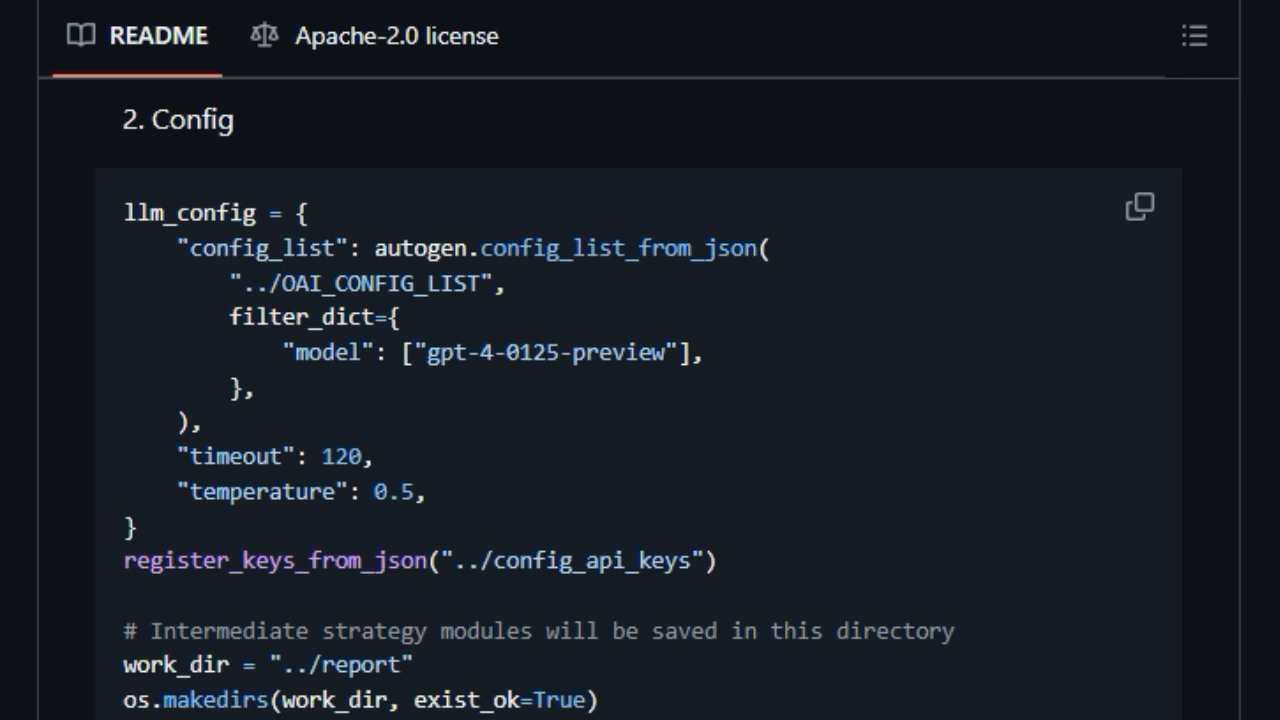 README
Apache-2.0 license
2. Config
llm_config = {
    "config_list": autogen.config_list_from_json(
        "../OAI_CONFIG_LIST",
        filter_dict={
            "model": ["gpt-4-0125-preview"],
        },
    ),
    "timeout": 120,
    "temperature": 0.5,
}
register_keys_from_json("../config_api_keys")
# Intermediate strategy modules will be saved in this directory
work_dir = "../report"
os.makedirs(work_dir, exist_ok=True)